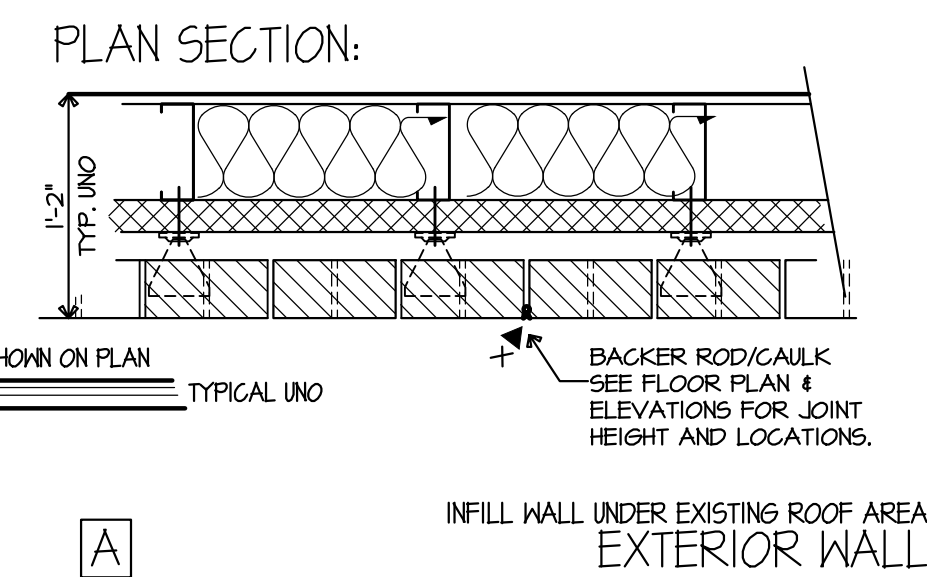 PLAN SECTION:
1'-2"
TYP. UNO
HOWN ON PLAN
TYPICAL UNO
BACKER ROD/CAULK
SEE FLOOR PLAN &
ELEVATIONS FOR JOINT
HEIGHT AND LOCATIONS.
A
INFILL WALL UNDER EXISTING ROOF AREA
EXTERIOR WALL